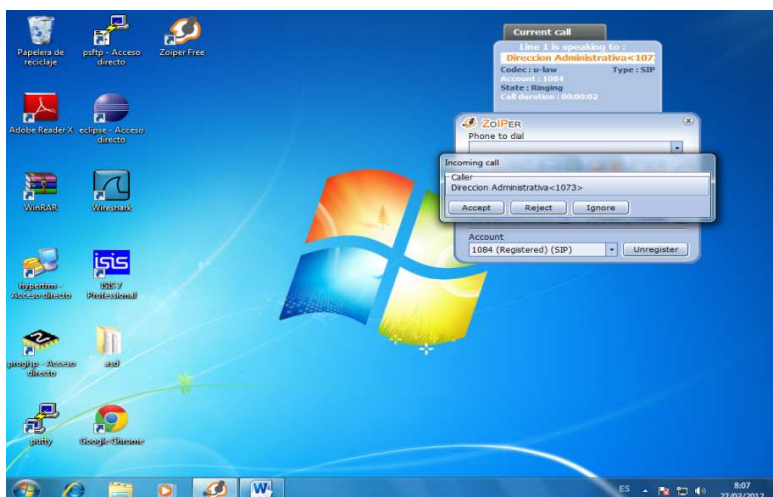 Papelera de
reciclaje
psftp - Acceso
directo
Zoiper Free
Adobe Reader X
eclipse - Acceso
directo
WinRAR
Wireshark
hypertrm -
Acceso directo
ISIS 7
Professional
isis
progisp - Acceso
directo
asd
putty
Google Chrome
Current call
Line 1 is speaking to :
Direccion Administrativa<107
Codec : u-law Type : SIP
Account : 1084
State : Ringing
Call duration : 00:00:02
ZOIPER
Phone to dial
Incoming call
Caller
Direccion Administrativa<1073>
Accept Reject Ignore
Account
1084 (Registered) (SIP) Unregister
ES
8:07